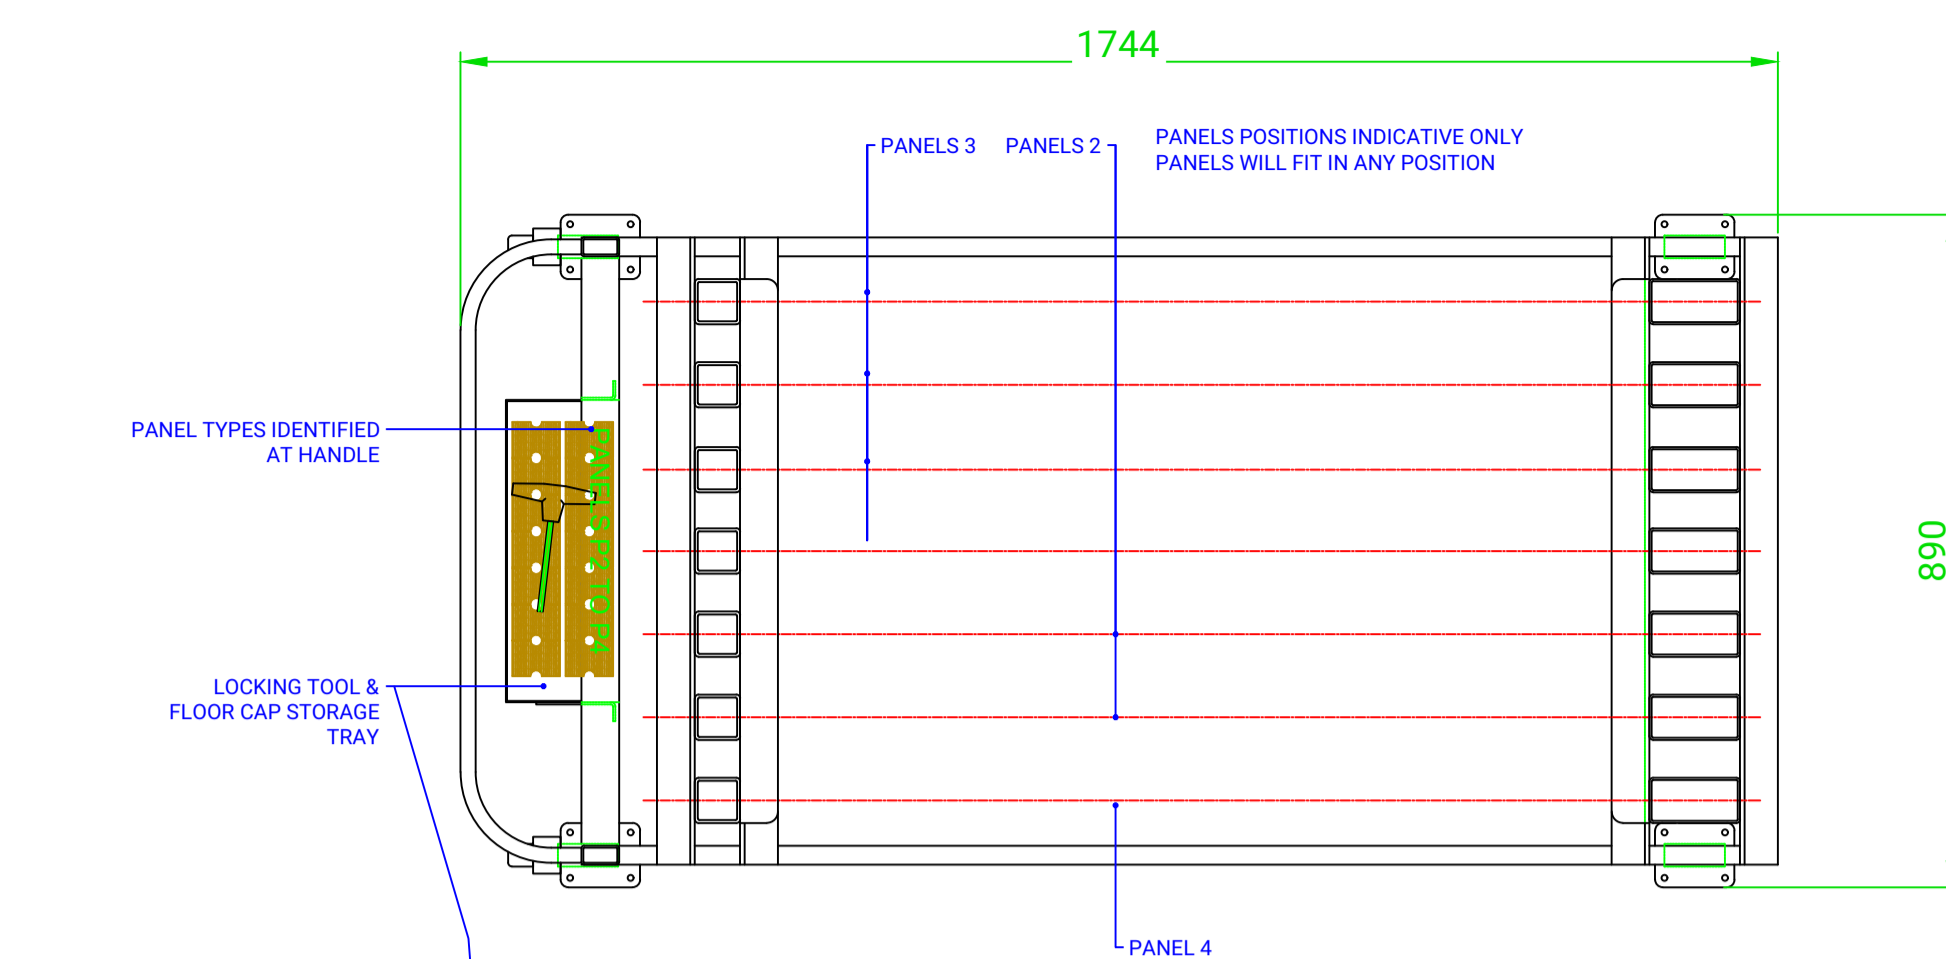 1744
PANELS 3
PANELS 2
PANELS POSITIONS INDICATIVE ONLY
PANELS WILL FIT IN ANY POSITION
PANEL TYPES IDENTIFIED
AT HANDLE
PANELS P2 TO P4
890
LOCKING TOOL &
FLOOR CAP STORAGE
TRAY
PANEL 4